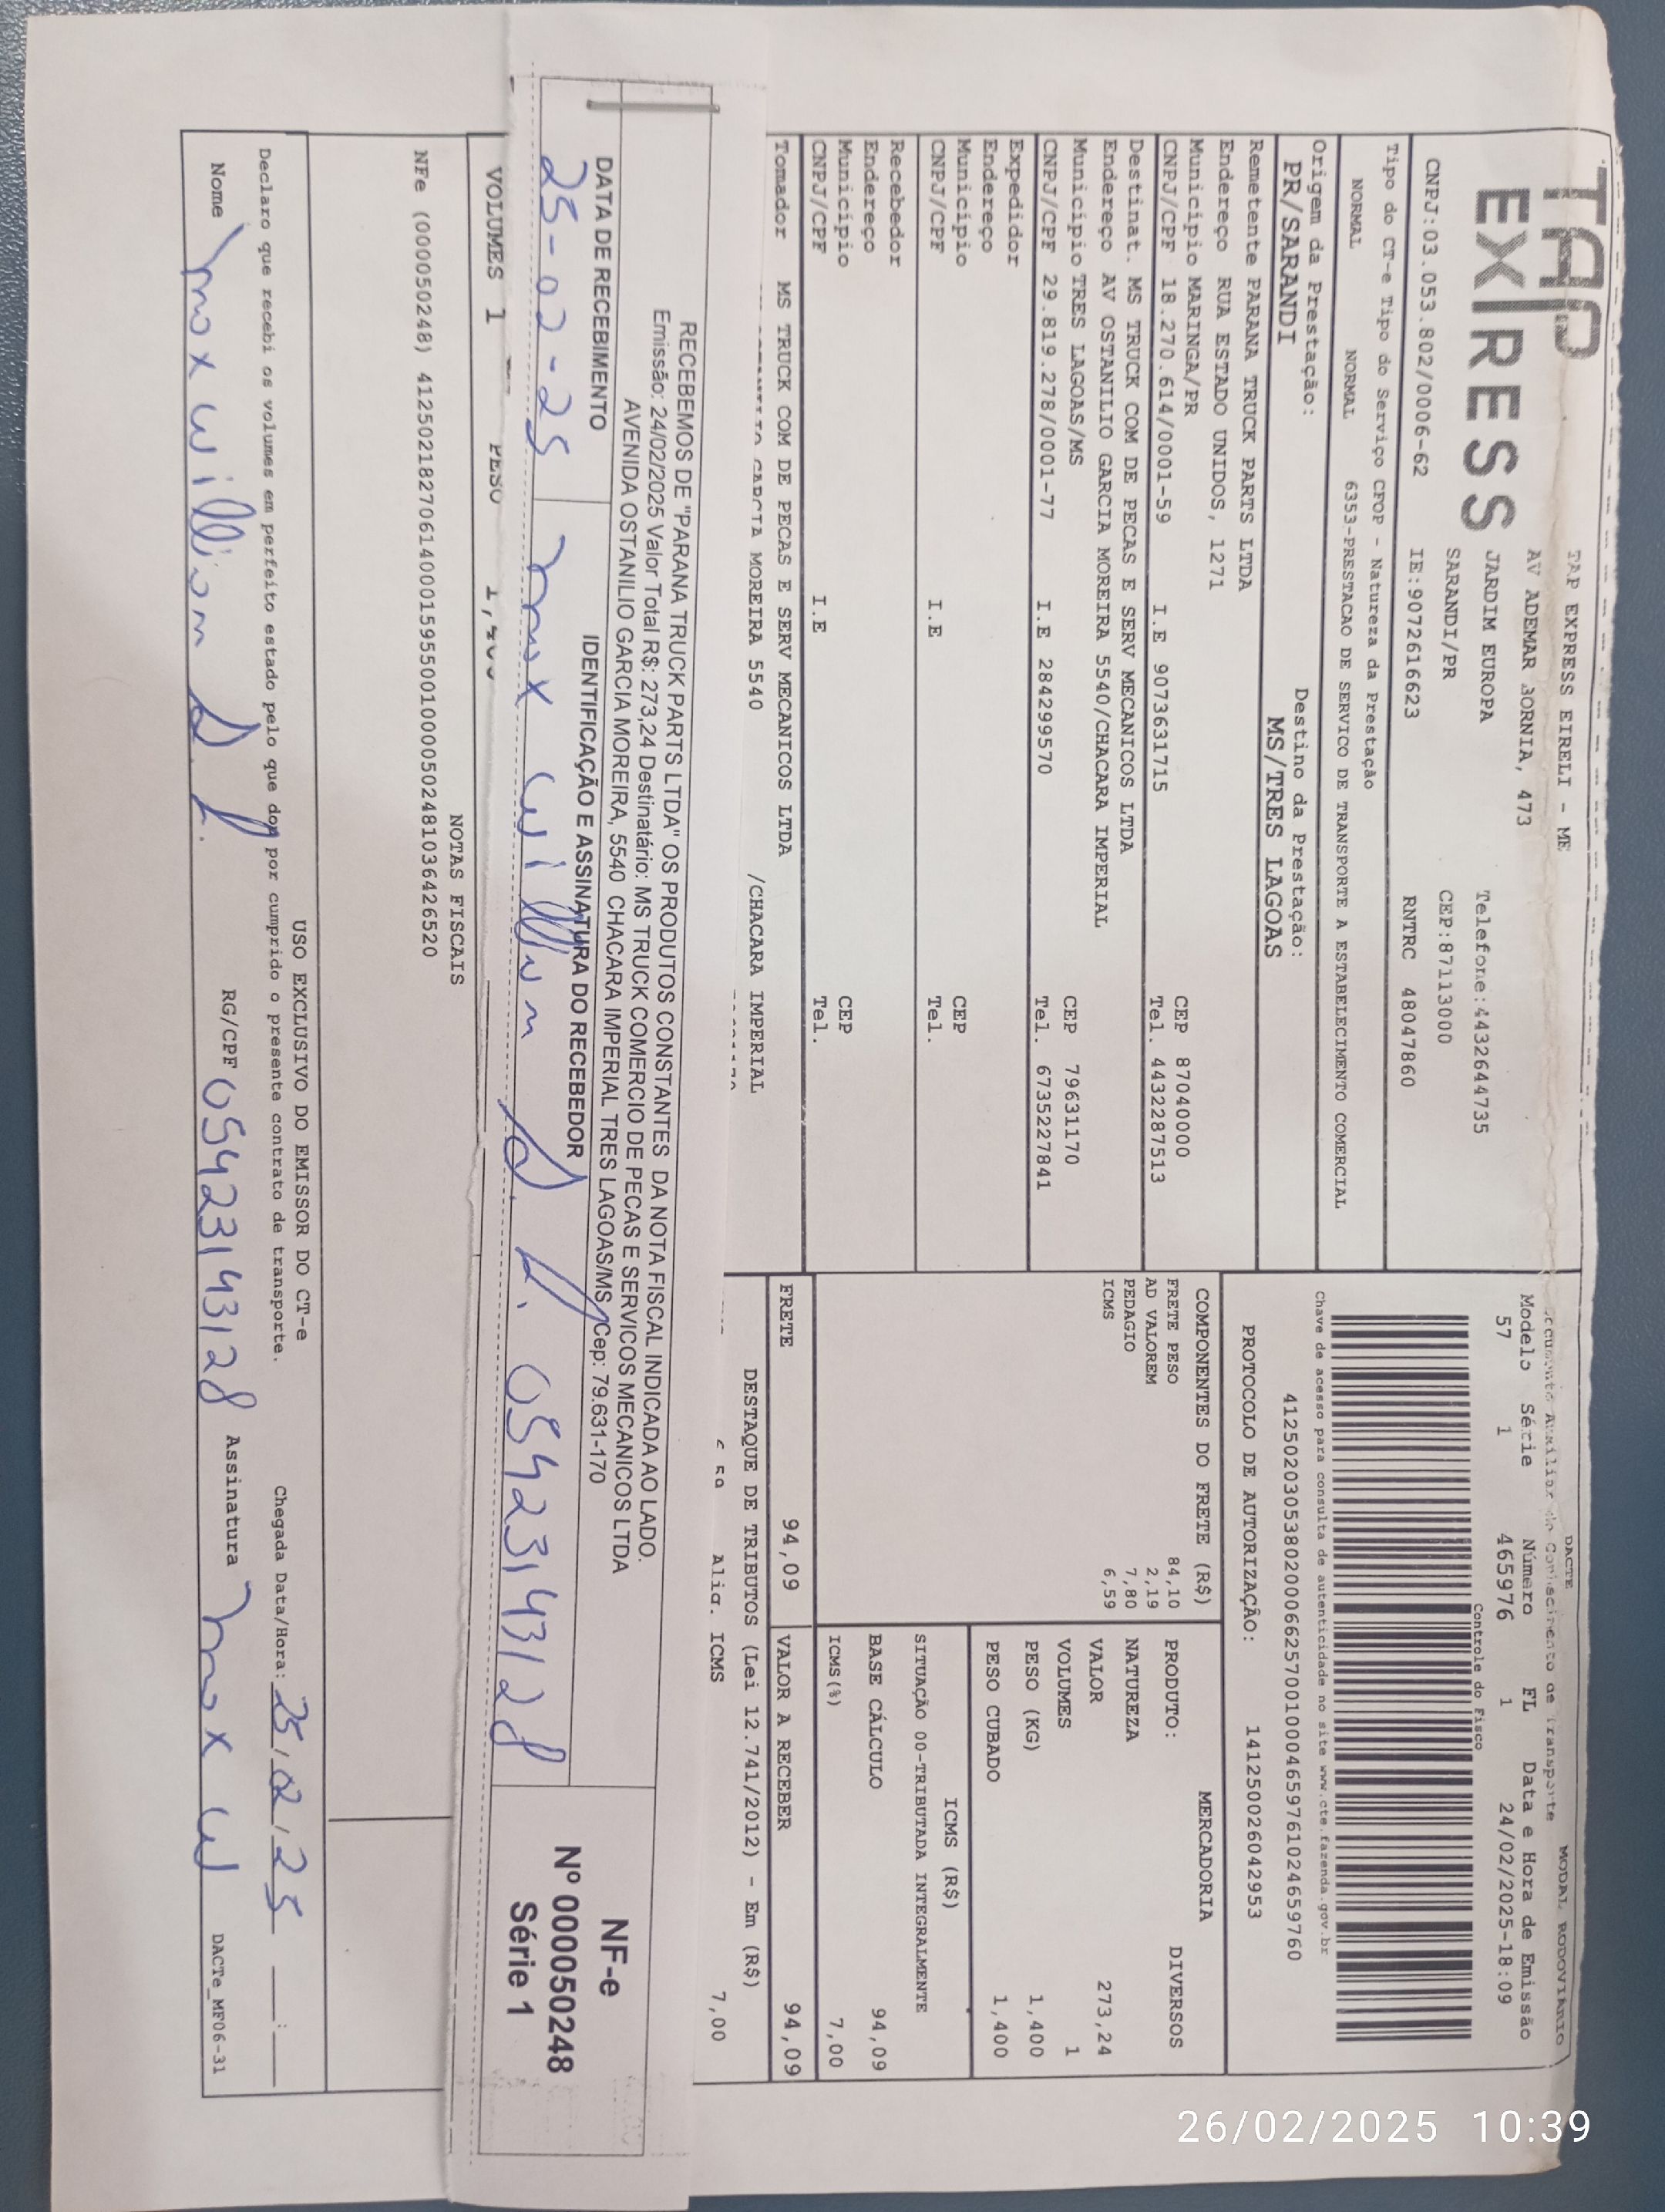 TAP
EX|RESS
TAP EXPRESS EIRELI - ME
AV ADEMAR BORNIA, 473
JARDIM EUROPA Telefone:4432644735
SARANDI/PR CEP:87113000
CNPJ:03.053.802/0006-62 IE:9072616623 RNTRC 48047860
Tipo do CT-e Tipo do Serviço CFOP - Natureza da Prestação
NORMAL NORMAL 6353-PRESTACAO DE SERVICO DE TRANSPORTE A ESTABELECIMENTO COMERCIAL
Origem da Prestação: Destino da Prestação:
PR/SARANDI MS/TRES LAGOAS
Remetente PARANA TRUCK PARTS LTDA
Endereço RUA ESTADO UNIDOS, 1271
Município MARINGA/PR CEP 87040000
CNPJ/CPF 18.270.614/0001-59 I.E 9073631715 Tel. 4432287513
Destinat. MS TRUCK COM DE PECAS E SERV MECANICOS LTDA
Endereço AV OSTANILIO GARCIA MOREIRA 5540/CHACARA IMPERIAL
Município TRES LAGOAS/MS CEP 79631170
CNPJ/CPF 29.819.278/0001-77 I.E 284299570 Tel. 6735227841
Expedidor
Endereço
Município CEP
CNPJ/CPF I.E Tel.
Recebedor
Endereço
Município CEP
CNPJ/CPF I.E Tel.
Tomador MS TRUCK COM DE PECAS E SERV MECANICOS LTDA
GARCIA MOREIRA 5540 /CHACARA IMPERIAL
DACTE MODAL RODOVIARIO
Documento Auxiliar do Conhecimento de Transporte
Modelo Série Número FL Data e Hora de Emissão
57 1 465976 1 24/02/2025-18:09
Controle do Fisco
Chave de acesso para consulta de autenticidade no site www.cte.fazenda.gov.br
41250203053802000662570010004659761024659760
PROTOCOLO DE AUTORIZAÇÃO: 141250026042953
COMPONENTES DO FRETE (R$)
FRETE PESO 84,10
AD VALOREM 2,19
PEDAGIO 7,80
ICMS 6,59
MERCADORIA
PRODUTO: DIVERSOS
NATUREZA
VALOR 273,24
VOLUMES 1
PESO (KG) 1,400
PESO CUBADO 1,400
ICMS (R$)
SITUAÇÃO 00-TRIBUTADA INTEGRALMENTE
BASE CÁLCULO 94,09
ICMS(%) 7,00
FRETE 94,09 VALOR A RECEBER 94,09
DESTAQUE DE TRIBUTOS (Lei 12.741/2012) - Em (R$)
Aliq. ICMS 7,00
RECEBEMOS DE "PARANA TRUCK PARTS LTDA" OS PRODUTOS CONSTANTES DA NOTA FISCAL INDICADA AO LADO.
Emissão: 24/02/2025 Valor Total R$: 273,24 Destinatário: MS TRUCK COMERCIO DE PECAS E SERVICOS MECANICOS LTDA
AVENIDA OSTANILIO GARCIA MOREIRA, 5540 CHACARA IMPERIAL TRES LAGOAS/MS Cep: 79.631-170
DATA DE RECEBIMENTO IDENTIFICAÇÃO E ASSINATURA DO RECEBEDOR
25-02-25 max willian D. L. 05423143128
NF-e
Nº 000050248
Série 1
VOLUMES 1 PESO
NOTAS FISCAIS
NFe (000050248) 41250218270614000159550010000502481036426520
USO EXCLUSIVO DO EMISSOR DO CT-e
Declaro que recebi os volumes em perfeito estado pelo que dou por cumprido o presente contrato de transporte. Chegada Data/Hora: 25/02/25 __:__
Nome max willian D. L. RG/CPF 05423143128 Assinatura max w DACTe_MF06-31
26/02/2025 10:39